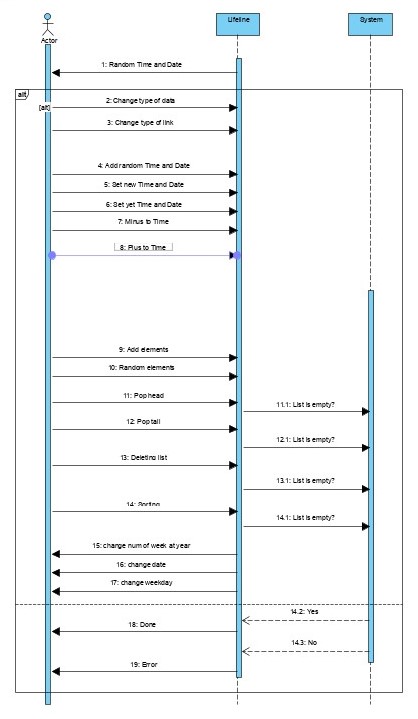 Lifeline
System
Actor
1: Random Time and Date
alt
[alt]
2: Change type of data
3: Change type of link
4: Add random Time and Date
5: Set new Time and Date
6: Set yet Time and Date
7: Minus to Time
8: Plus to Time
9: Add elements
10: Random elements
11: Pop head
11.1: List is empty?
12: Pop tail
12.1: List is empty?
13: Deleting list
13.1: List is empty?
14: Sorting
14.1: List is empty?
15: change num of week at year
16: change date
17: change weekday
14.2: Yes
18: Done
14.3: No
19: Error